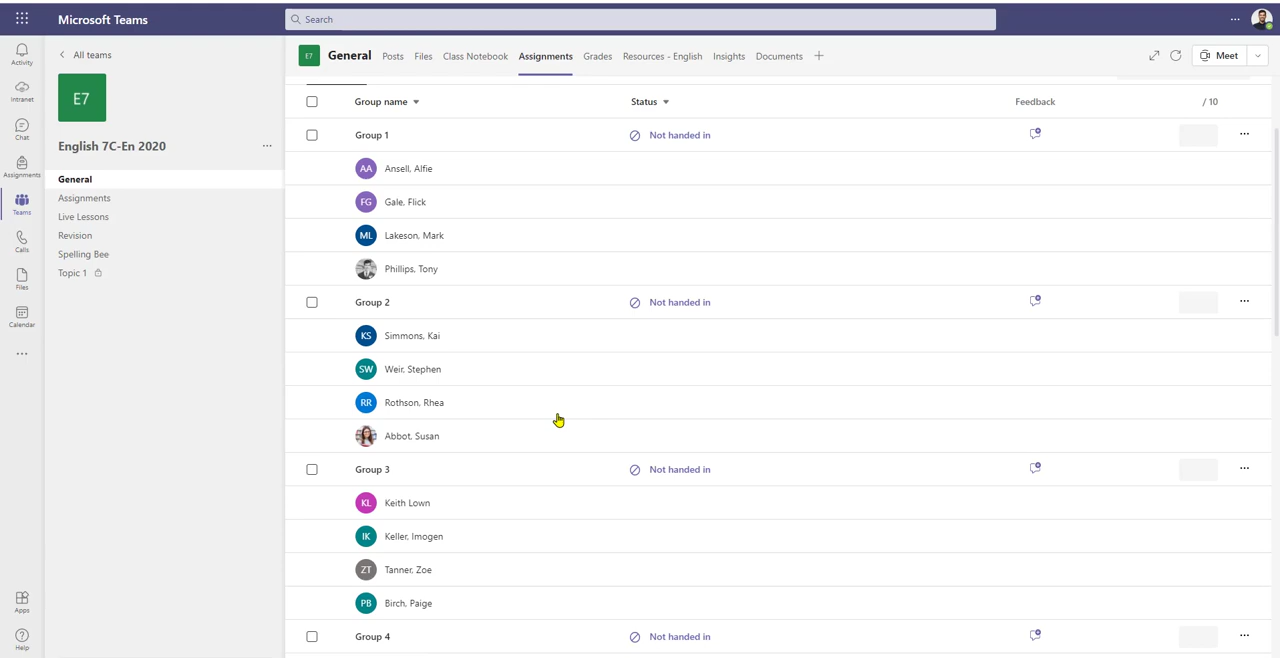 Microsoft Teams
Search
Activity
Intranet
Chat
Assignments
Teams
Calls
Files
Calendar
Apps
Help
All teams
E7
English 7C-En 2020
General
Assignments
Live Lessons
Revision
Spelling Bee
Topic 1
E7 General Posts Files Class Notebook Assignments Grades Resources - English Insights Documents Meet
Group name Status Feedback / 10
Group 1 Not handed in
AA Ansell, Alfie
FG Gale, Flick
ML Lakeson, Mark
Phillips, Tony
Group 2 Not handed in
KS Simmons, Kai
SW Weir, Stephen
RR Rothson, Rhea
Abbot, Susan
Group 3 Not handed in
KL Keith Lown
IK Keller, Imogen
ZT Tanner, Zoe
PB Birch, Paige
Group 4 Not handed in